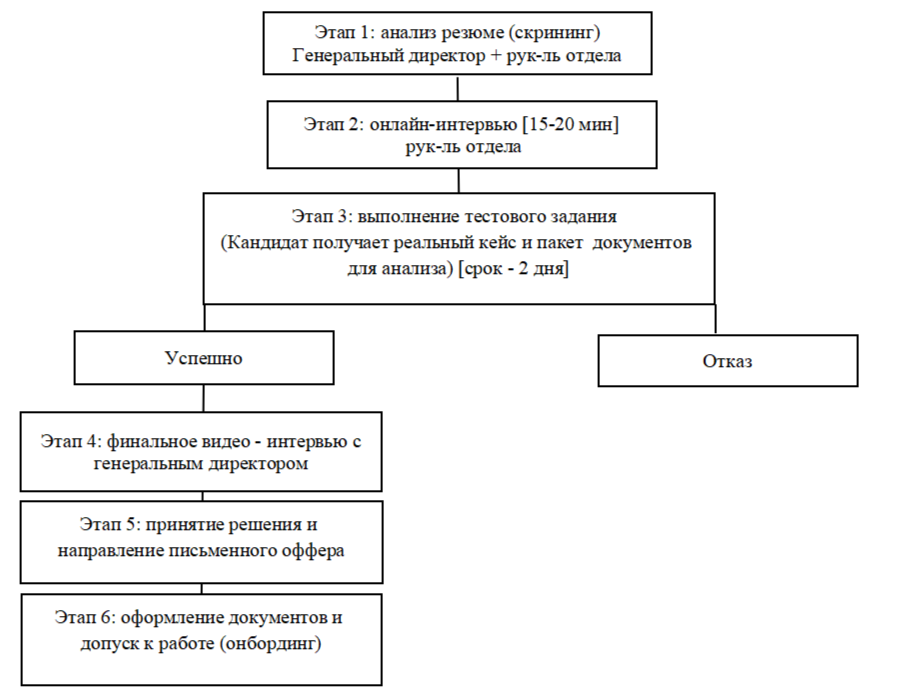 Этап 1: анализ резюме (скрининг)
Генеральный директор + рук-ль отдела
Этап 2: онлайн-интервью [15-20 мин]
рук-ль отдела
Этап 3: выполнение тестового задания
(Кандидат получает реальный кейс и пакет документов
для анализа) [срок - 2 дня]
Успешно
Отказ
Этап 4: финальное видео - интервью с
генеральным директором
Этап 5: принятие решения и
направление письменного оффера
Этап 6: оформление документов и
допуск к работе (онбординг)